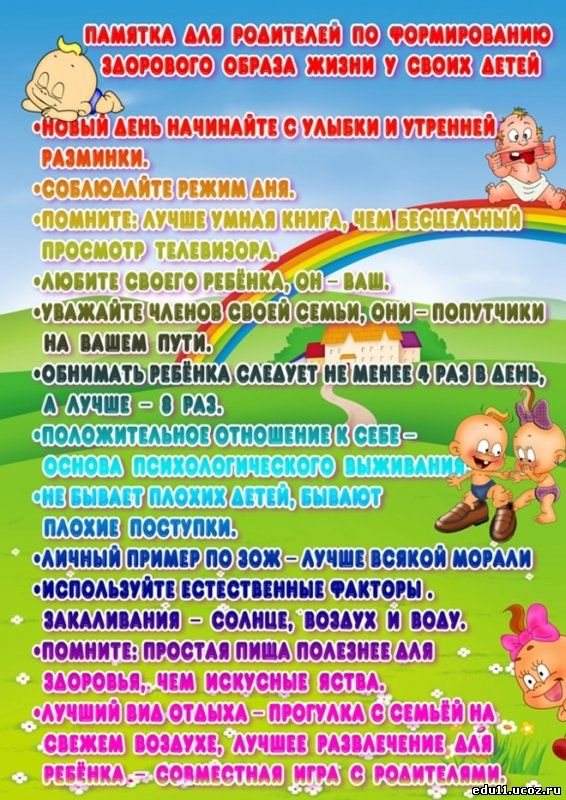 ПАМЯТКА ДЛЯ РОДИТЕЛЕЙ ПО ФОРМИРОВАНИЮ
ЗДОРОВОГО ОБРАЗА ЖИЗНИ У СВОИХ ДЕТЕЙ
•НОВЫЙ ДЕНЬ НАЧИНАЙТЕ С УЛЫБКИ И УТРЕННЕЙ
РАЗМИНКИ.
•СОБЛЮДАЙТЕ РЕЖИМ ДНЯ.
•ПОМНИТЕ: ЛУЧШЕ УМНАЯ КНИГА, ЧЕМ БЕСЦЕЛЬНЫЙ
ПРОСМОТР ТЕЛЕВИЗОРА.
•ЛЮБИТЕ СВОЕГО РЕБЁНКА, ОН – ВАШ.
•УВАЖАЙТЕ ЧЛЕНОВ СВОЕЙ СЕМЬИ, ОНИ – ПОПУТЧИКИ
НА ВАШЕМ ПУТИ.
•ОБНИМАТЬ РЕБЁНКА СЛЕДУЕТ НЕ МЕНЕЕ 4 РАЗ В ДЕНЬ,
А ЛУЧШЕ – 8 РАЗ.
•ПОЛОЖИТЕЛЬНОЕ ОТНОШЕНИЕ К СЕБЕ –
ОСНОВА ПСИХОЛОГИЧЕСКОГО ВЫЖИВАНИЯ.
•НЕ БЫВАЕТ ПЛОХИХ ДЕТЕЙ, БЫВАЮТ
ПЛОХИЕ ПОСТУПКИ.
•ЛИЧНЫЙ ПРИМЕР ПО ЗОЖ – ЛУЧШЕ ВСЯКОЙ МОРАЛИ
•ИСПОЛЬЗУЙТЕ ЕСТЕСТВЕННЫЕ ФАКТОРЫ .
ЗАКАЛИВАНИЯ – СОЛНЦЕ, ВОЗДУХ И ВОДУ.
•ПОМНИТЕ: ПРОСТАЯ ПИЩА ПОЛЕЗНЕЕ ДЛЯ
ЗДОРОВЬЯ, ЧЕМ ИСКУСНЫЕ ЯСТВА.
•ЛУЧШИЙ ВИД ОТДЫХА – ПРОГУЛКА С СЕМЬЁЙ НА
СВЕЖЕМ ВОЗДУХЕ, ЛУЧШЕЕ РАЗВЛЕЧЕНИЕ ДЛЯ
РЕБЁНКА – СОВМЕСТНАЯ ИГРА С РОДИТЕЛЯМИ.
edu11.ucoz.ru